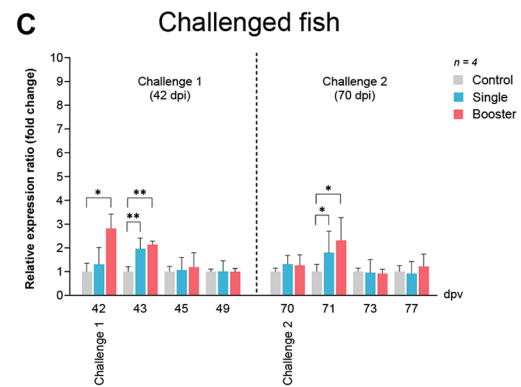 C
Challenged fish
Relative expression ratio (fold change)
10
9
8
7
6
5
4
3
2
1
0
Challenge 1
(42 dpi)
Challenge 2
(70 dpi)
n = 4
Control
Single
Booster
*
**
**
*
*
42
43
45
49
70
71
73
77
dpv
Challenge 1
Challenge 2